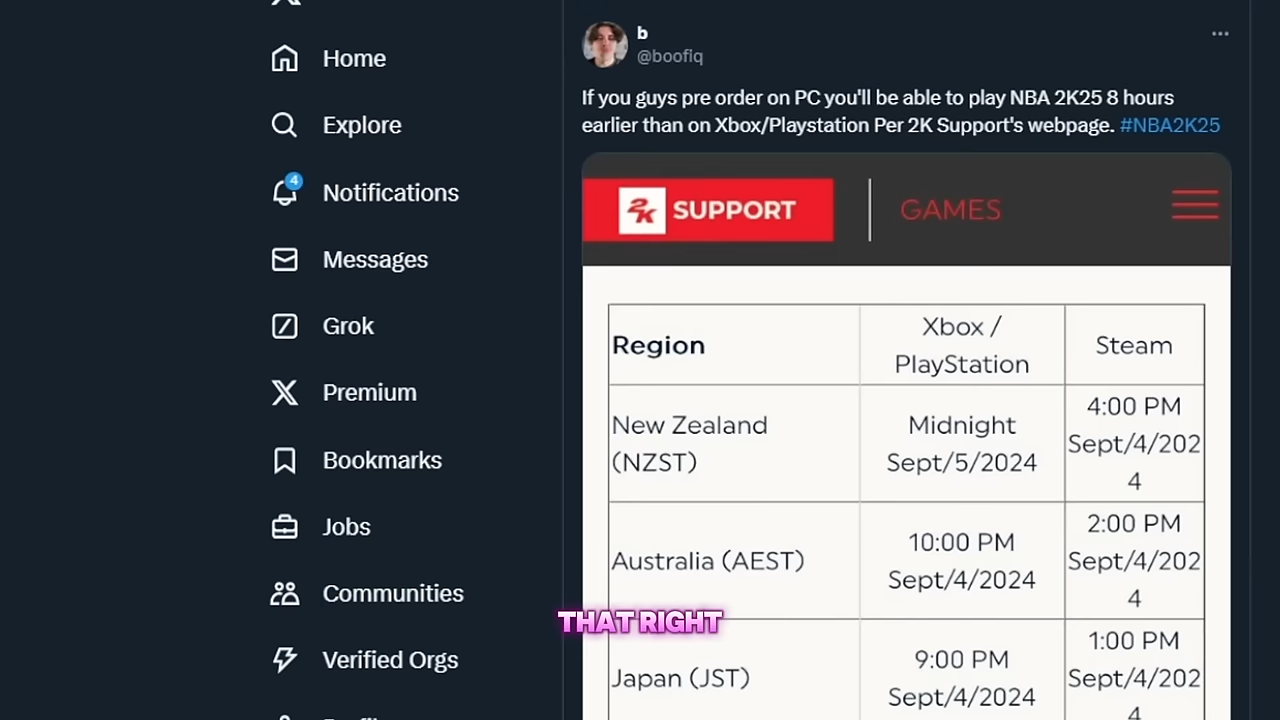 Home
Explore
4
Notifications
Messages
Grok
Premium
Bookmarks
Jobs
Communities
Verified Orgs
b
@boofiq
If you guys pre order on PC you'll be able to play NBA 2K25 8 hours
earlier than on Xbox/Playstation Per 2K Support's webpage. #NBA2K25
2K SUPPORT
GAMES
Region
Xbox /
PlayStation
Steam
New Zealand
(NZST)
Midnight
Sept/5/2024
4:00 PM
Sept/4/202
4
Australia (AEST)
10:00 PM
Sept/4/2024
2:00 PM
Sept/4/202
4
THAT RIGHT
Japan (JST)
9:00 PM
Sept/4/2024
1:00 PM
Sept/4/202
4